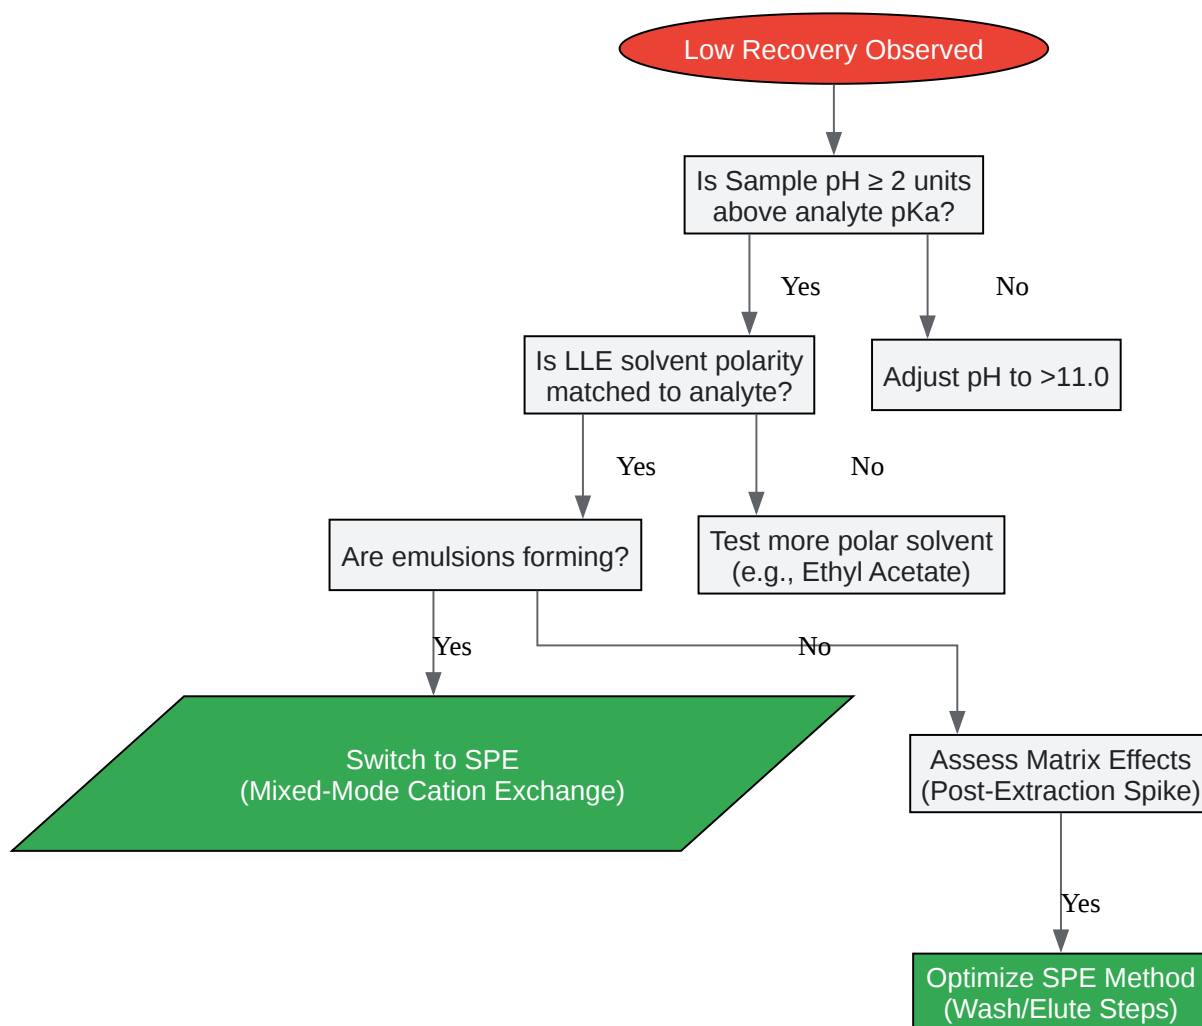 Low Recovery Observed
Is Sample pH ≥ 2 units
above analyte pKa?
Yes
No
Is LLE solvent polarity
matched to analyte?
Adjust pH to >11.0
Yes
No
Are emulsions forming?
Test more polar solvent
(e.g., Ethyl Acetate)
Yes
No
Switch to SPE
(Mixed-Mode Cation Exchange)
Assess Matrix Effects
(Post-Extraction Spike)
Yes
Optimize SPE Method
(Wash/Elute Steps)